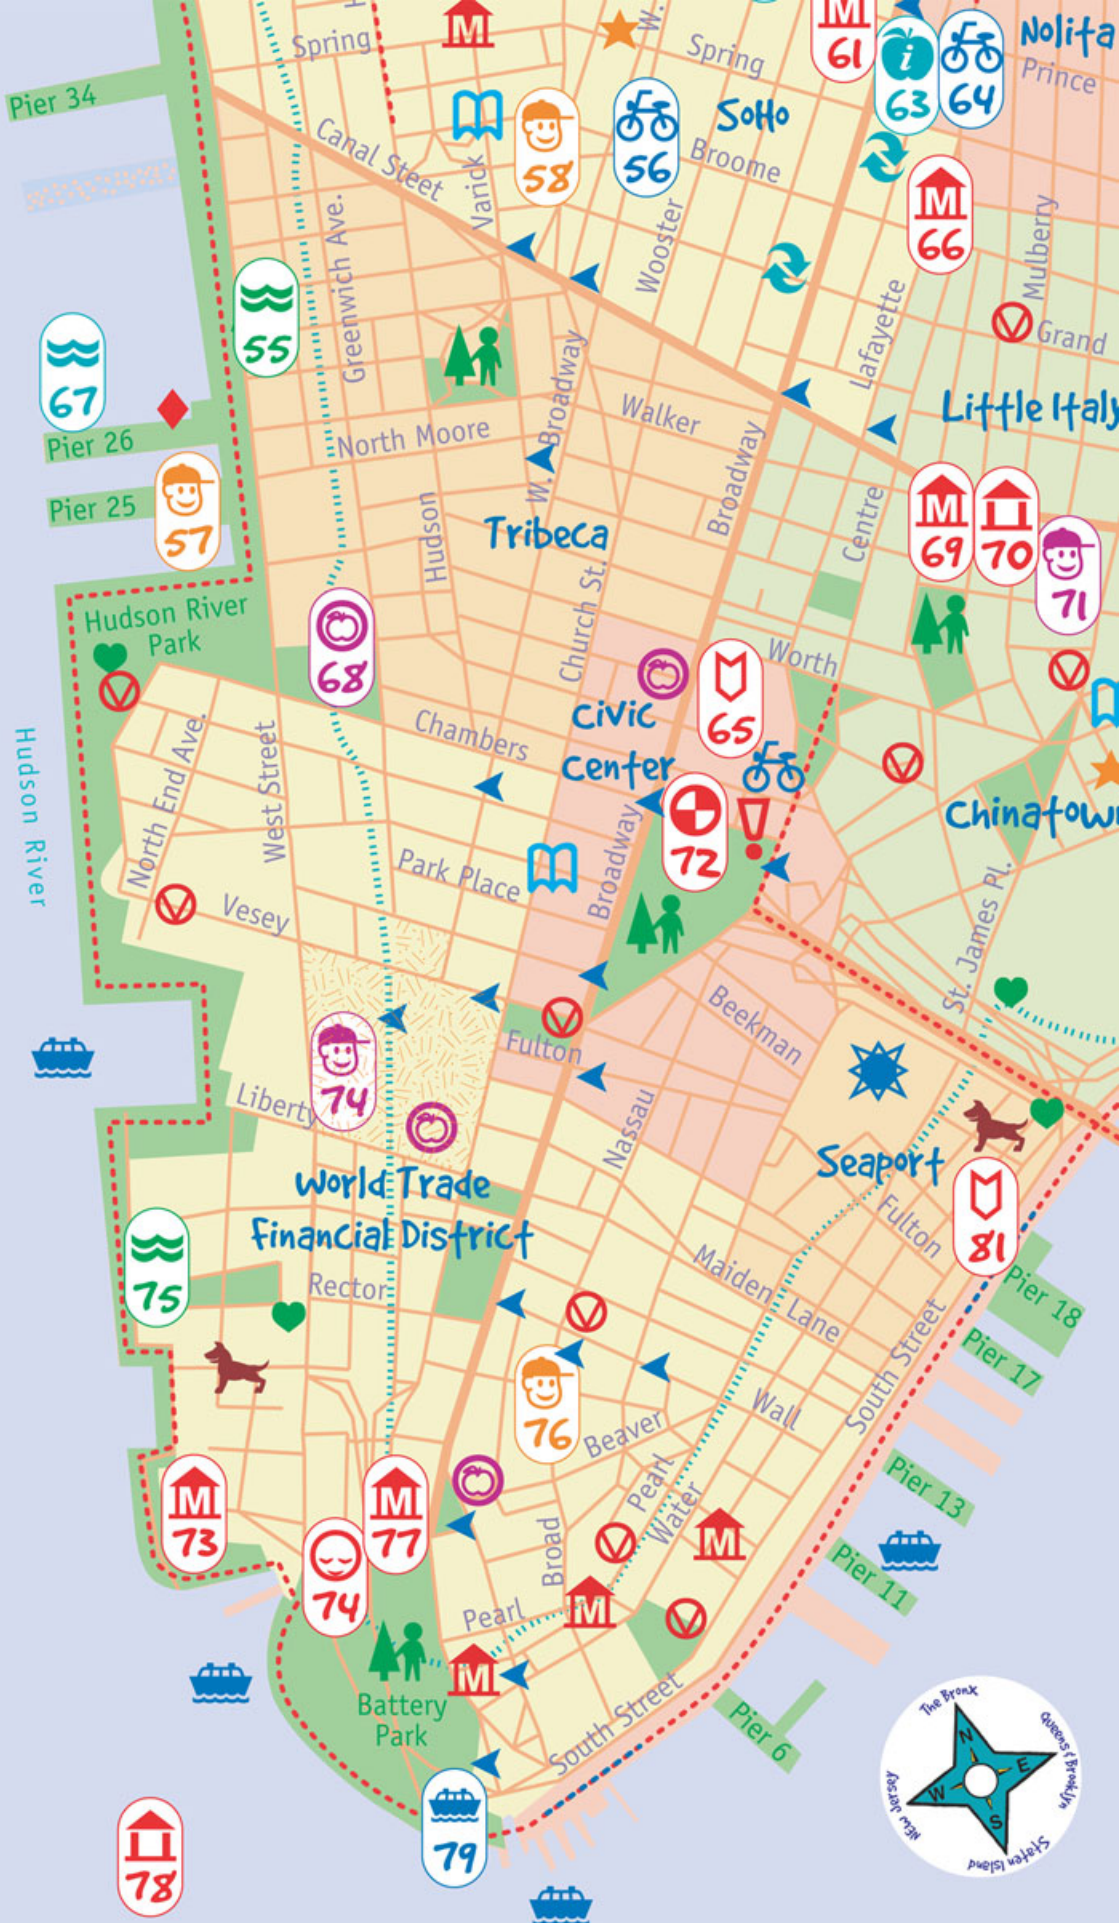 Spring
M
W.
Spring
M
61
i
63
64
Nolita
Prince
Pier 34
Canal Steet
Varick
58
56
SoHo
Broome
M
66
Mulberry
Greenwich Ave.
Wooster
Lafayette
55
67
Grand
Walker
Little Italy
Pier 26
North Moore
W. Broadway
Broadway
Pier 25
57
Hudson
Tribeca
Centre
M
69
70
71
Hudson River
Park
68
Church St.
Worth
65
Civic
Center
Chambers
Hudson River
North End Ave.
West Street
72
Chinatown
Park Place
Broadway
Vesey
St. James Pl.
Beekman
Fulton
74
Liberty
Nassau
Seaport
World Trade
Financial District
81
Fulton
75
Rector
Maiden Lane
Pier 18
Pier 17
South Street
76
Wall
Beaver
Pearl
Water
Pier 13
M
73
M
77
Broad
M
Pier 11
74
Pearl
M
M
Battery
Park
South Street
Pier 6
79
78
The Bronx
Queens & Brooklyn
Staten Island
New Jersey
N
E
S
W